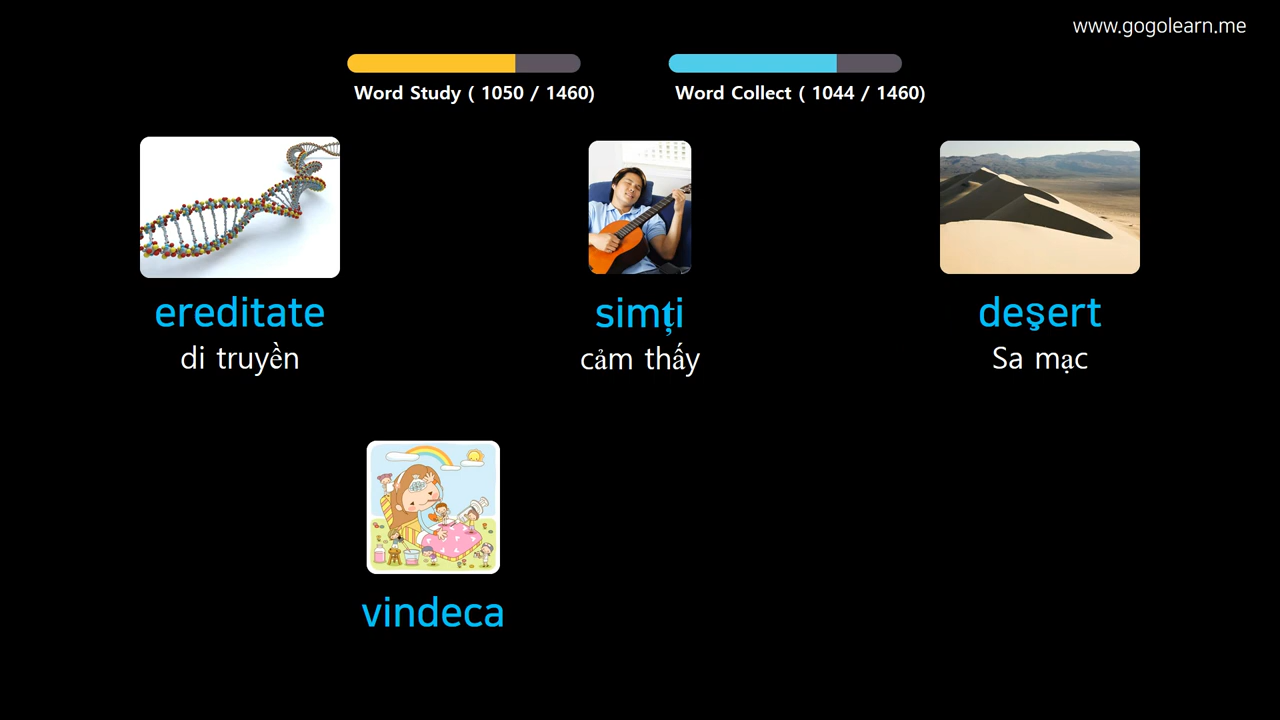 www.gogolearn.me
Word Study ( 1050 / 1460)
Word Collect ( 1044 / 1460)
ereditate
simți
deşert
di truyền
cảm thấy
Sa mạc
vindeca